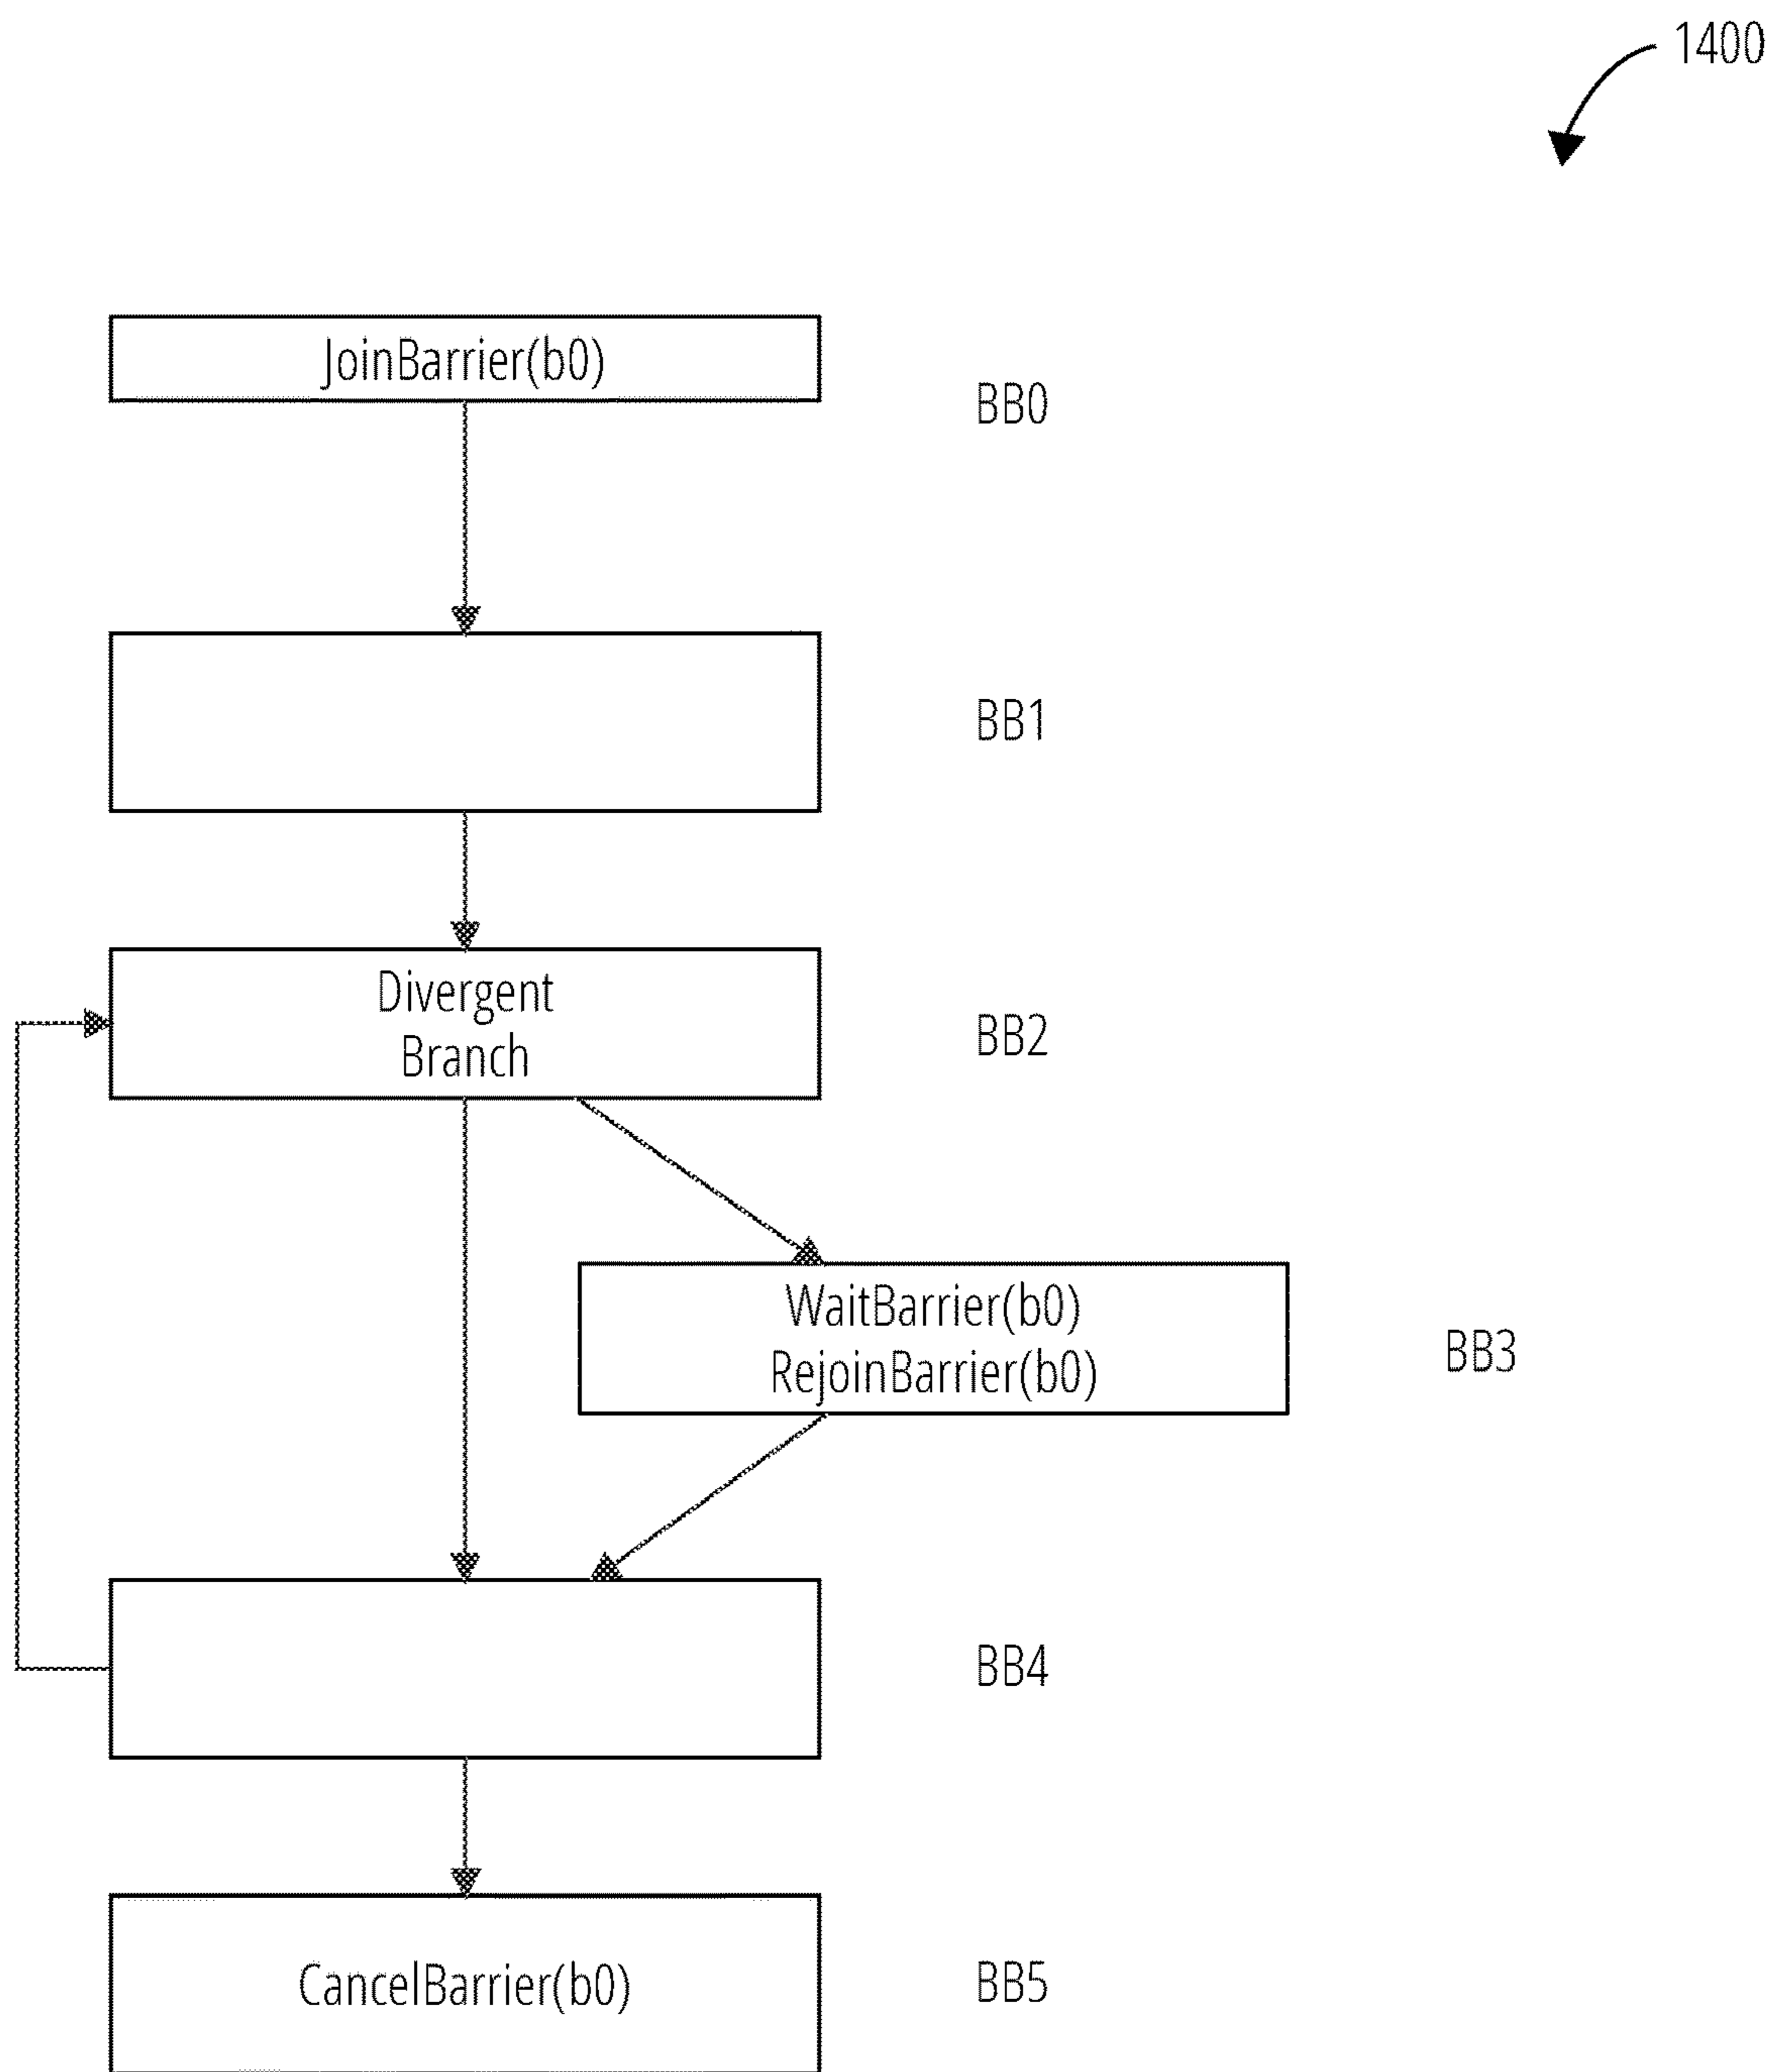 1400
JoinBarrier(b0)
BB0
BB1
Divergent
Branch
BB2
WaitBarrier(b0)
RejoinBarrier(b0)
BB3
BB4
CancelBarrier(b0)
BB5